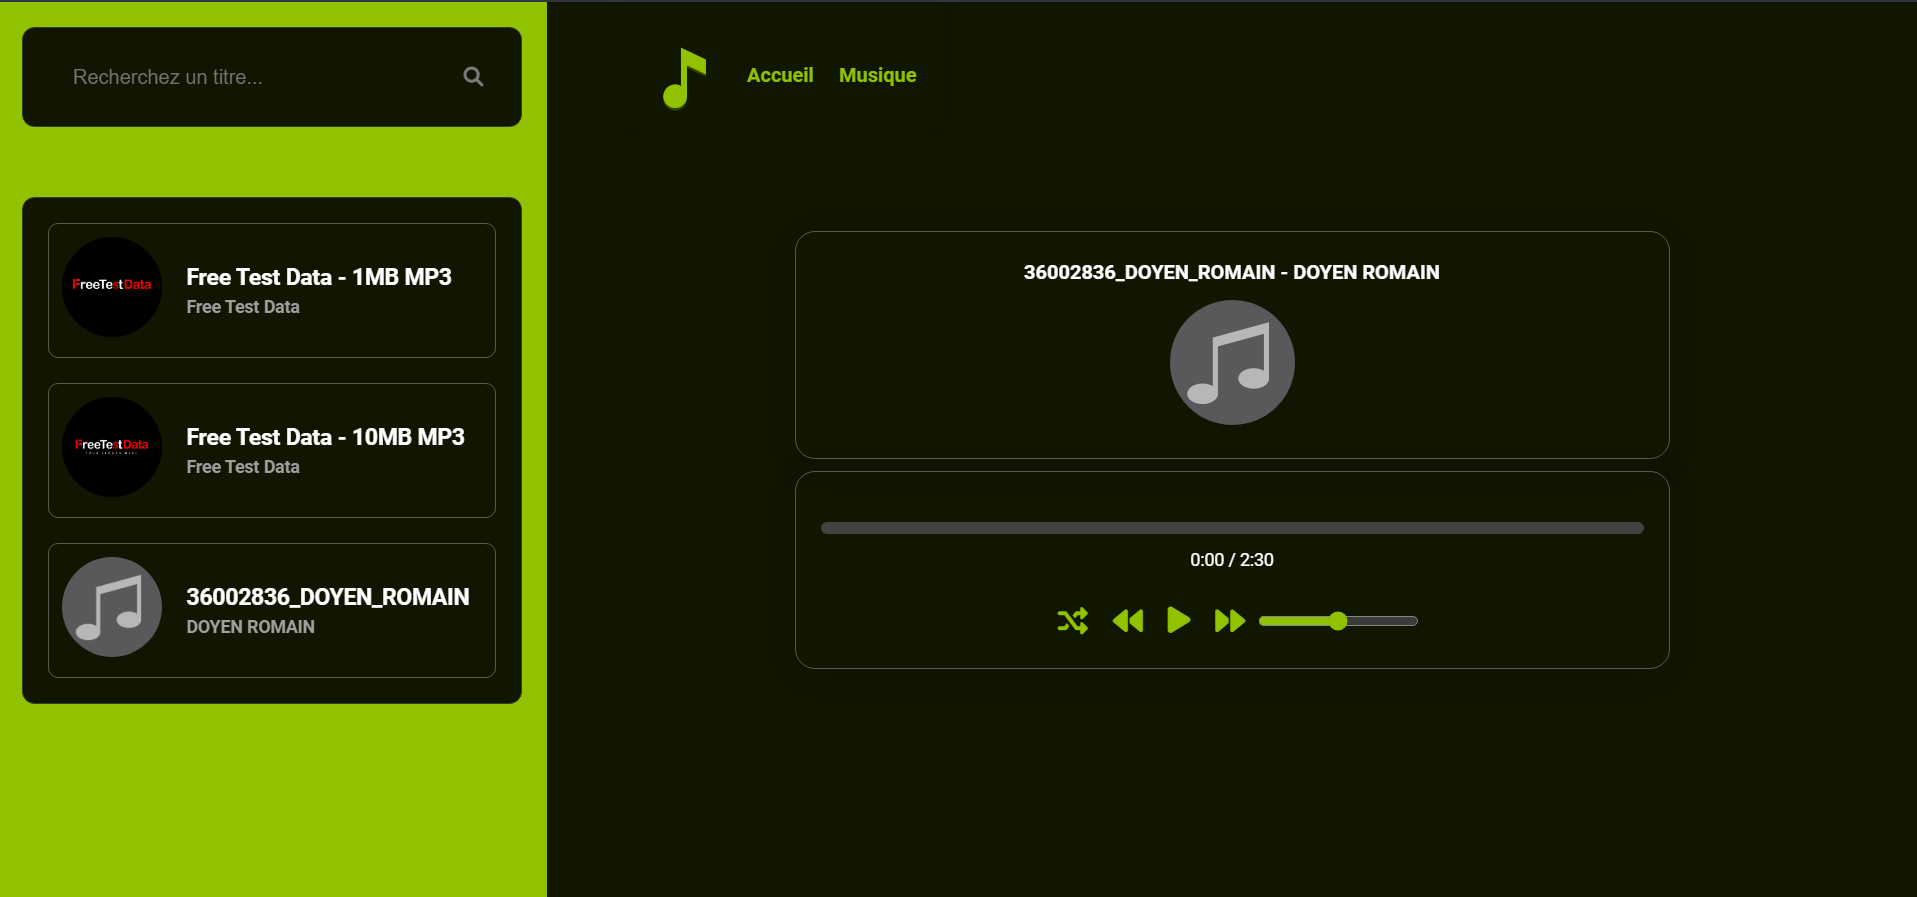 Recherchez un titre...
Accueil
Musique
FreeTestData
Free Test Data - 1MB MP3
Free Test Data
FreeTestData
Free Test Data - 10MB MP3
Free Test Data
36002836_DOYEN_ROMAIN
DOYEN ROMAIN
36002836_DOYEN_ROMAIN - DOYEN ROMAIN
0:00 / 2:30